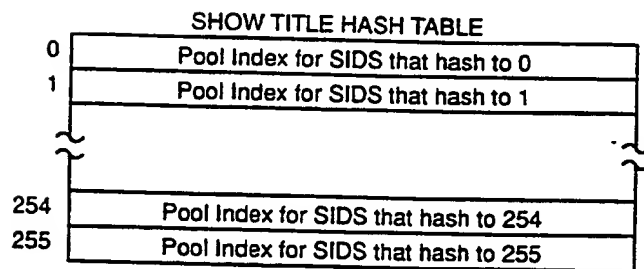 SHOW TITLE HASH TABLE
0 Pool Index for SIDS that hash to 0
1 Pool Index for SIDS that hash to 1
254 Pool Index for SIDS that hash to 254
255 Pool Index for SIDS that hash to 255